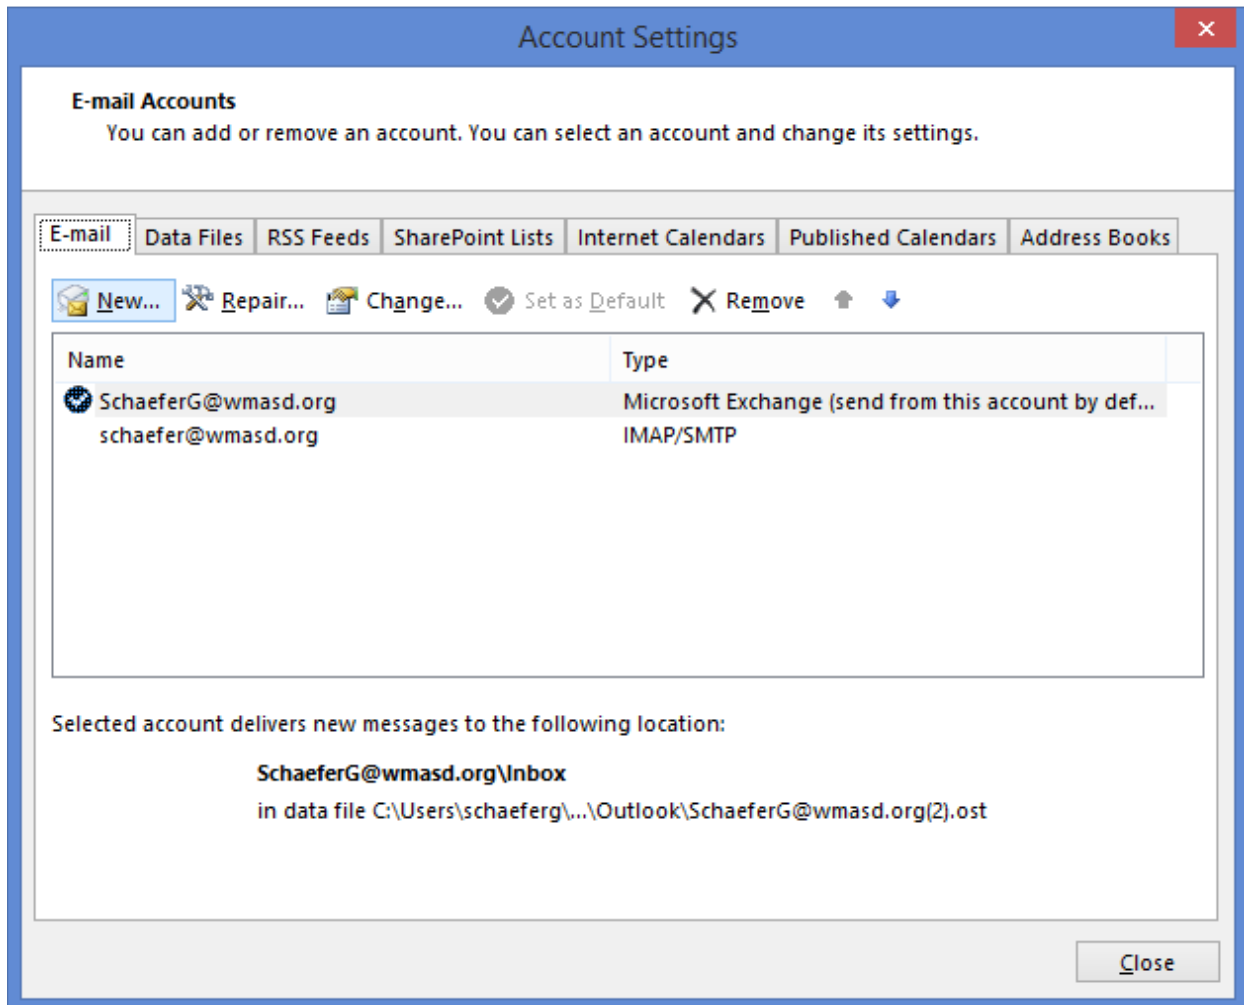 Account Settings
E-mail Accounts
You can add or remove an account. You can select an account and change its settings.
E-mail Data Files RSS Feeds SharePoint Lists Internet Calendars Published Calendars Address Books
New... Repair... Change... Set as Default Remove
Name Type
SchaeferG@wmasd.org Microsoft Exchange (send from this account by def...
schaefer@wmasd.org IMAP/SMTP
Selected account delivers new messages to the following location:
SchaeferG@wmasd.org\Inbox
in data file C:\Users\schaeferg\...\Outlook\SchaeferG@wmasd.org(2).ost
Close